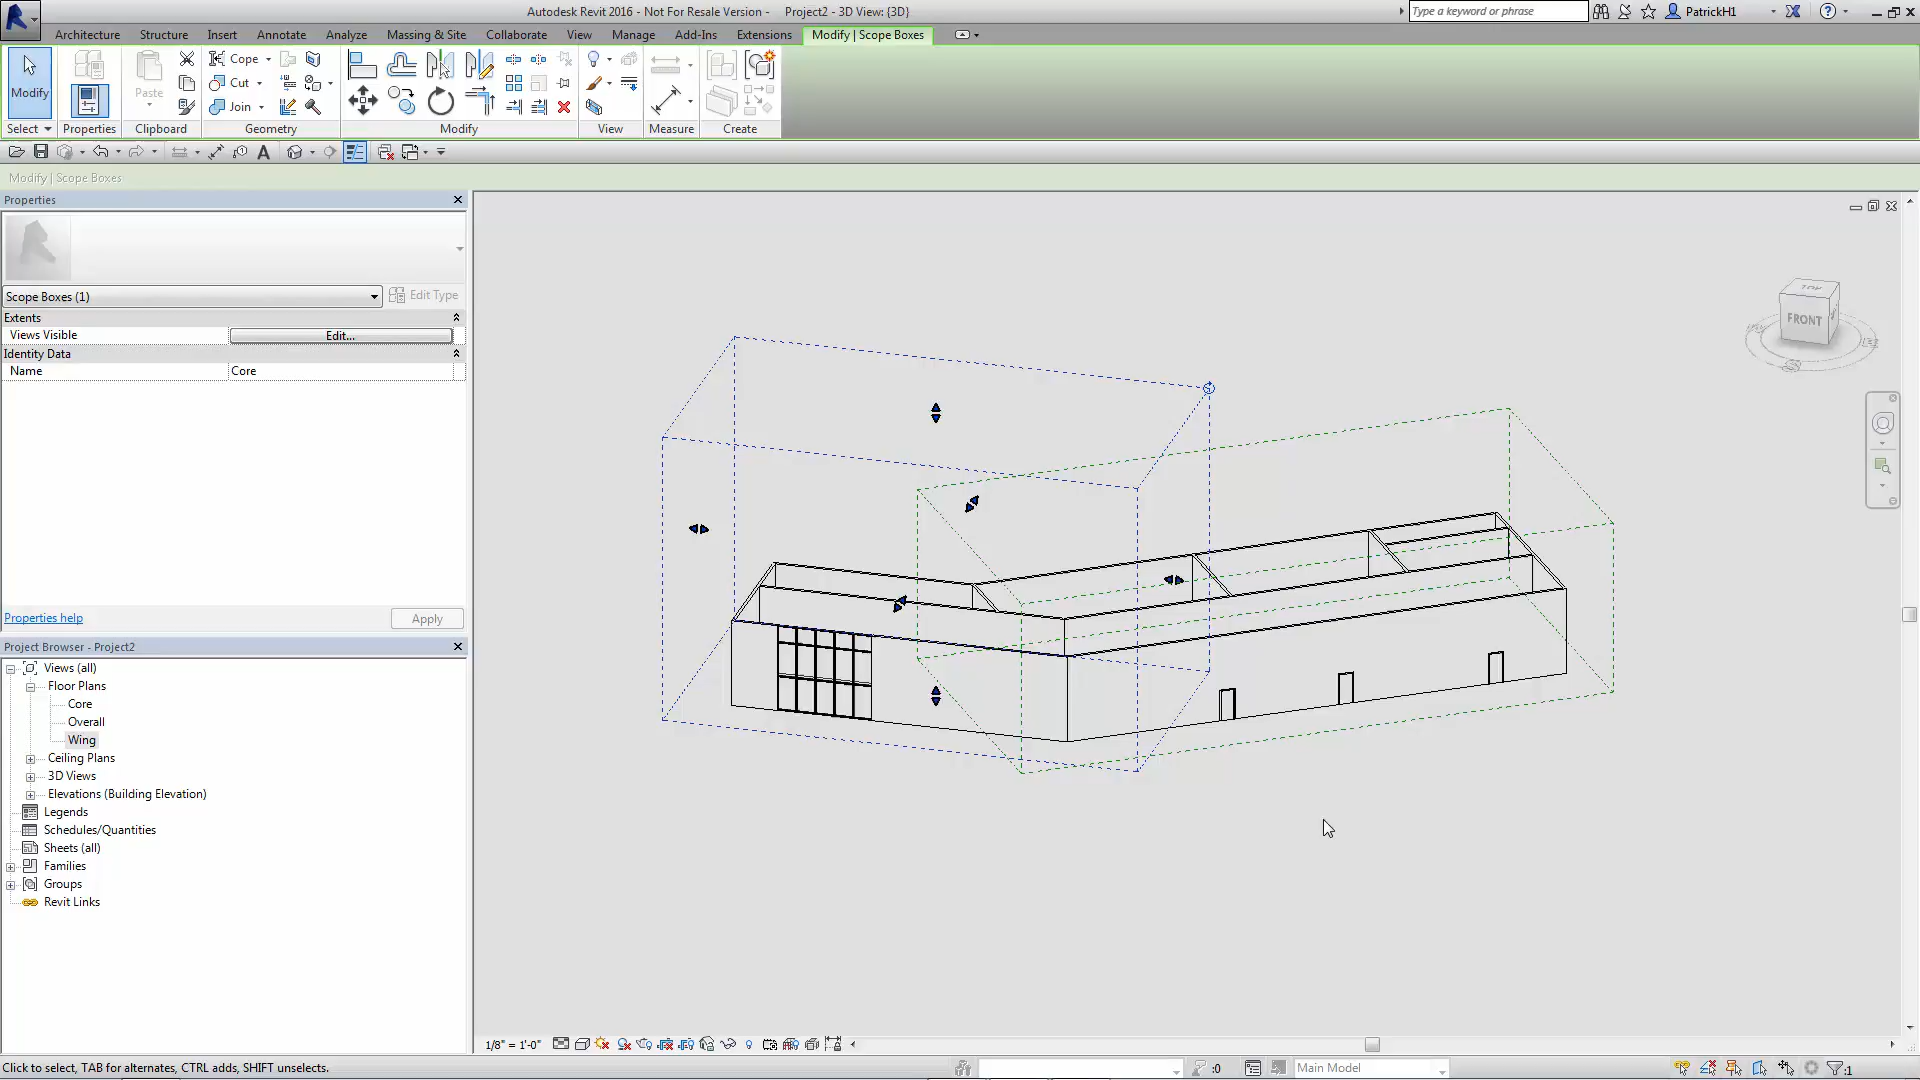 Autodesk Revit 2016 - Not For Resale Version - Project2 - 3D View: {3D}
Type a keyword or phrase
PatrickH1
Architecture Structure Insert Annotate Analyze Massing & Site Collaborate View Manage Add-Ins Extensions Modify | Scope Boxes
Modify
Paste
Cope
Cut
Join
Select Properties Clipboard Geometry Modify View Measure Create
Modify | Scope Boxes
Properties
Scope Boxes (1)
Edit Type
Extents
Views Visible Edit...
Identity Data
Name Core
Properties help
Apply
Project Browser - Project2
Views (all)
Floor Plans
Core
Overall
Wing
Ceiling Plans
3D Views
Elevations (Building Elevation)
Legends
Schedules/Quantities
Sheets (all)
Families
Groups
Revit Links
TOP
FRONT
1/8" = 1'-0"
Click to select, TAB for alternates, CTRL adds, SHIFT unselects.
:0
Main Model
:1